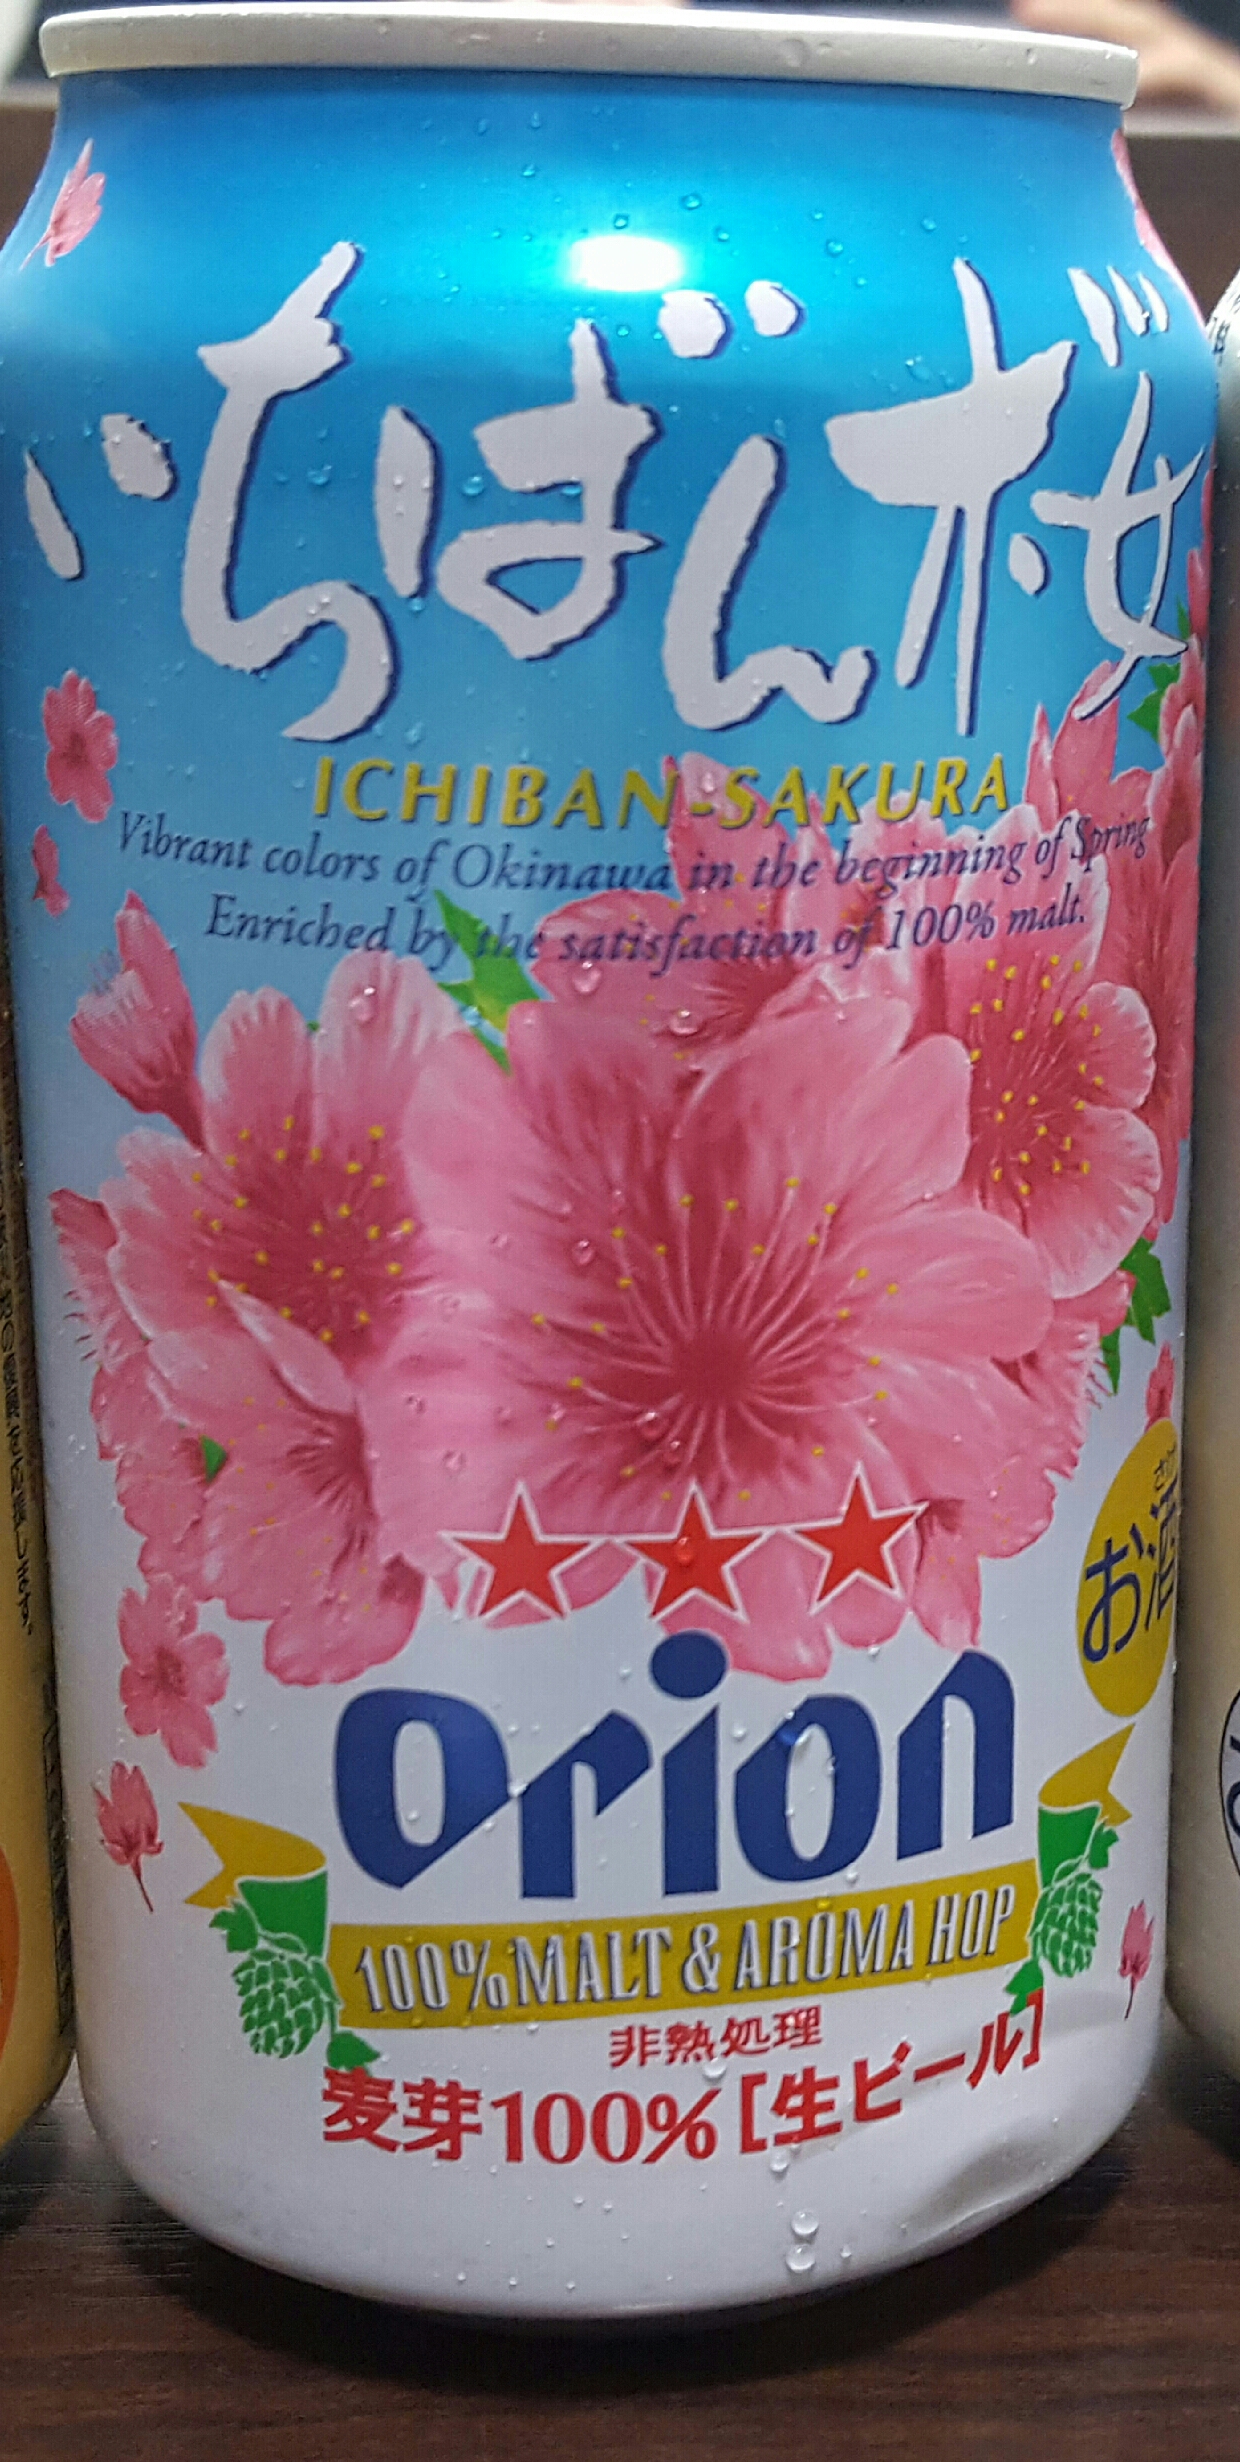 いちばん桜
ICHIBAN-SAKURA
Vibrant colors of Okinawa in the beginning of Spring
Enriched by the satisfaction of 100% malt.
お酒
Orion
100% MALT & AROMA HOP
非熱処理
麦芽100% [生ビール]